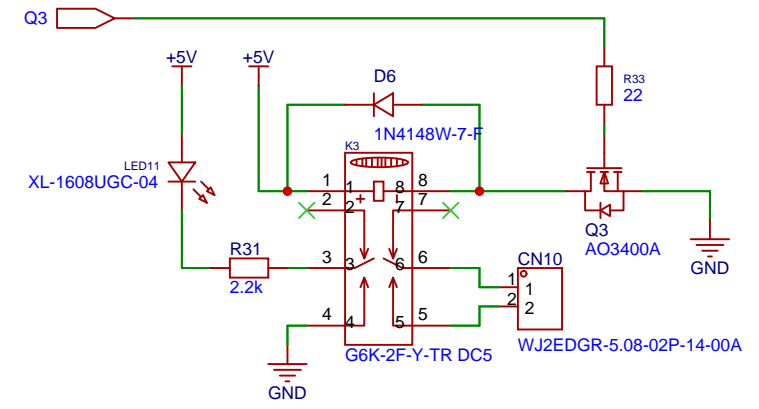 Q3
+5V
+5V
D6
R33
22
1N4148W-7-F
K3
LED11
XL-1608UGC-04
1
1
8
8
2
2
+
7
7
Q3
AO3400A
GND
R31
2.2k
3
3
6
6
CN10
1
1
2
2
4
4
5
5
WJ2EDGR-5.08-02P-14-00A
G6K-2F-Y-TR DC5
GND